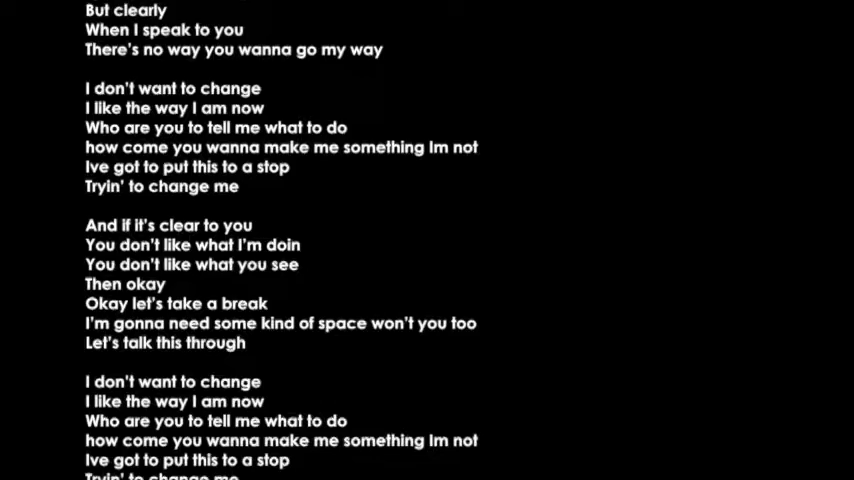 But clearly
When I speak to you
There's no way you wanna go my way
I don't want to change
I like the way I am now
Who are you to tell me what to do
how come you wanna make me something Im not
Ive got to put this to a stop
Tryin' to change me
And if it's clear to you
You don't like what I'm doin
You don't like what you see
Then okay
Okay let's take a break
I'm gonna need some kind of space won't you too
Let's talk this through
I don't want to change
I like the way I am now
Who are you to tell me what to do
how come you wanna make me something Im not
Ive got to put this to a stop
Tryin' to change me